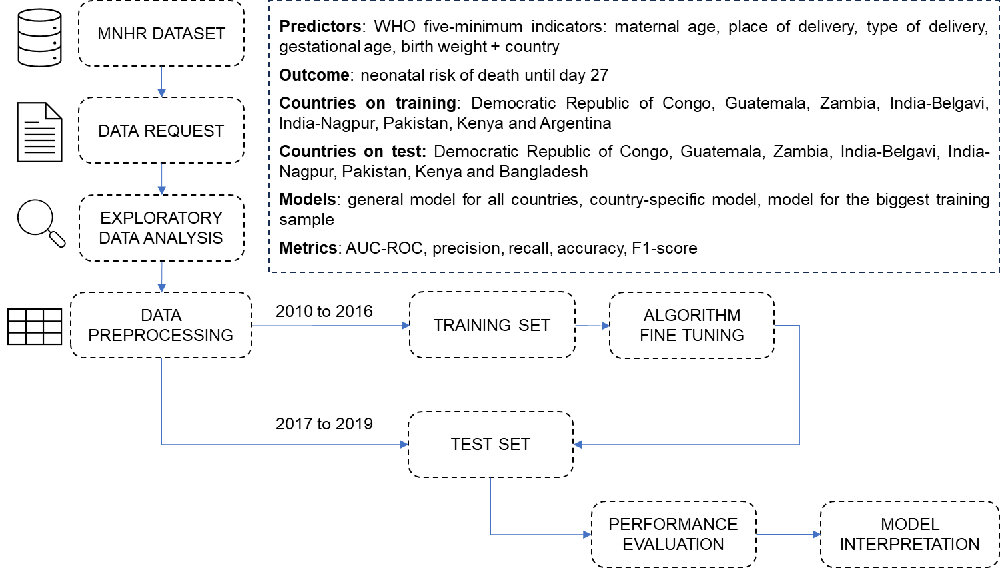 MNHR DATASET
DATA REQUEST
EXPLORATORY
DATA ANALYSIS
Predictors: WHO five-minimum indicators: maternal age, place of delivery, type of delivery,
gestational age, birth weight + country
Outcome: neonatal risk of death until day 27
Countries on training: Democratic Republic of Congo, Guatemala, Zambia, India-Belgavi,
India-Nagpur, Pakistan, Kenya and Argentina
Countries on test: Democratic Republic of Congo, Guatemala, Zambia, India-Belgavi, India-
Nagpur, Pakistan, Kenya and Bangladesh
Models: general model for all countries, country-specific model, model for the biggest training
sample
Metrics: AUC-ROC, precision, recall, accuracy, F1-score
DATA
PREPROCESSING
2010 to 2016
TRAINING SET
ALGORITHM
FINE TUNING
2017 to 2019
TEST SET
PERFORMANCE
EVALUATION
MODEL
INTERPRETATION